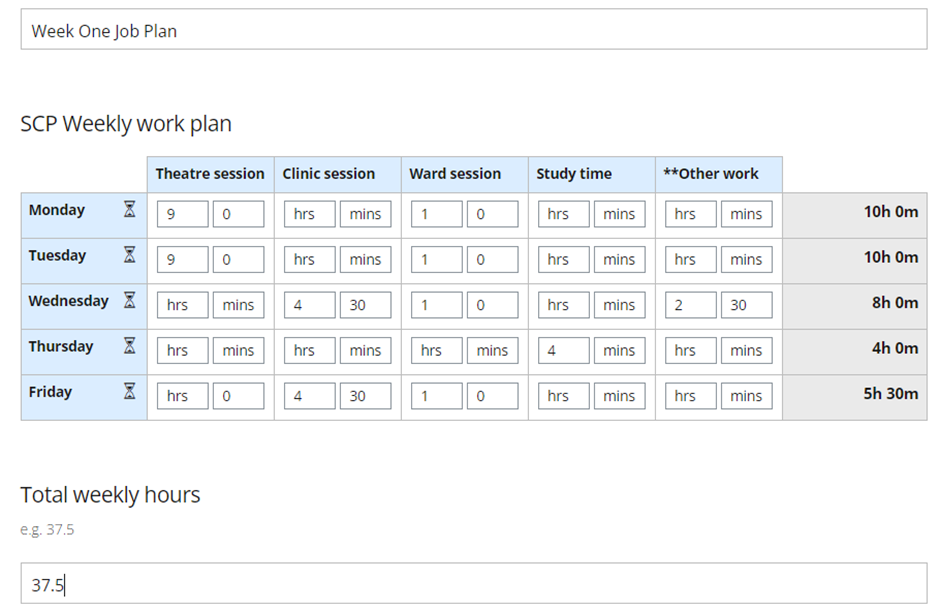 Week One Job Plan
SCP Weekly work plan
Theatre session Clinic session Ward session Study time **Other work
Monday 9 0 hrs mins 1 0 hrs mins hrs mins 10h 0m
Tuesday 9 0 hrs mins 1 0 hrs mins hrs mins 10h 0m
Wednesday hrs mins 4 30 1 0 hrs mins 2 30 8h 0m
Thursday hrs mins hrs mins hrs mins 4 mins hrs mins 4h 0m
Friday hrs 0 4 30 1 0 hrs mins hrs mins 5h 30m
Total weekly hours
e.g. 37.5
37.5